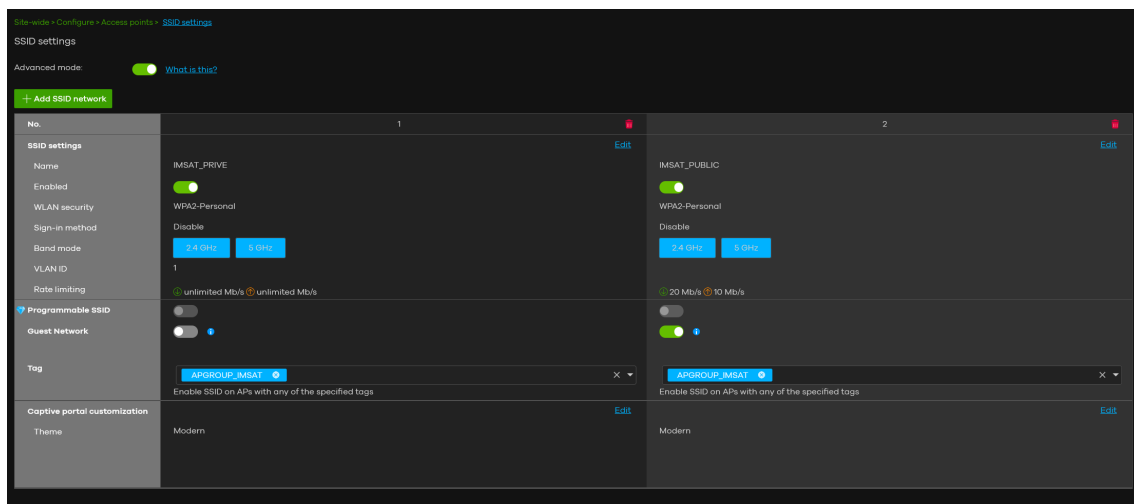 Site-wide > Configure > Access points > SSID settings
SSID settings
Advanced mode: What is this?
+ Add SSID network
No. 1 2
SSID settings Edit Edit
Name IMSAT_PRIVE IMSAT_PUBLIC
Enabled
WLAN security WPA2-Personal WPA2-Personal
Sign-in method Disable Disable
Band mode 2.4 GHz 5 GHz 2.4 GHz 5 GHz
VLAN ID 1
Rate limiting unlimited Mb/s unlimited Mb/s 20 Mb/s 10 Mb/s
Programmable SSID
Guest Network
Tag APGROUP_IMSAT APGROUP_IMSAT
Enable SSID on APs with any of the specified tags Enable SSID on APs with any of the specified tags
Captive portal customization Edit Edit
Theme Modern Modern